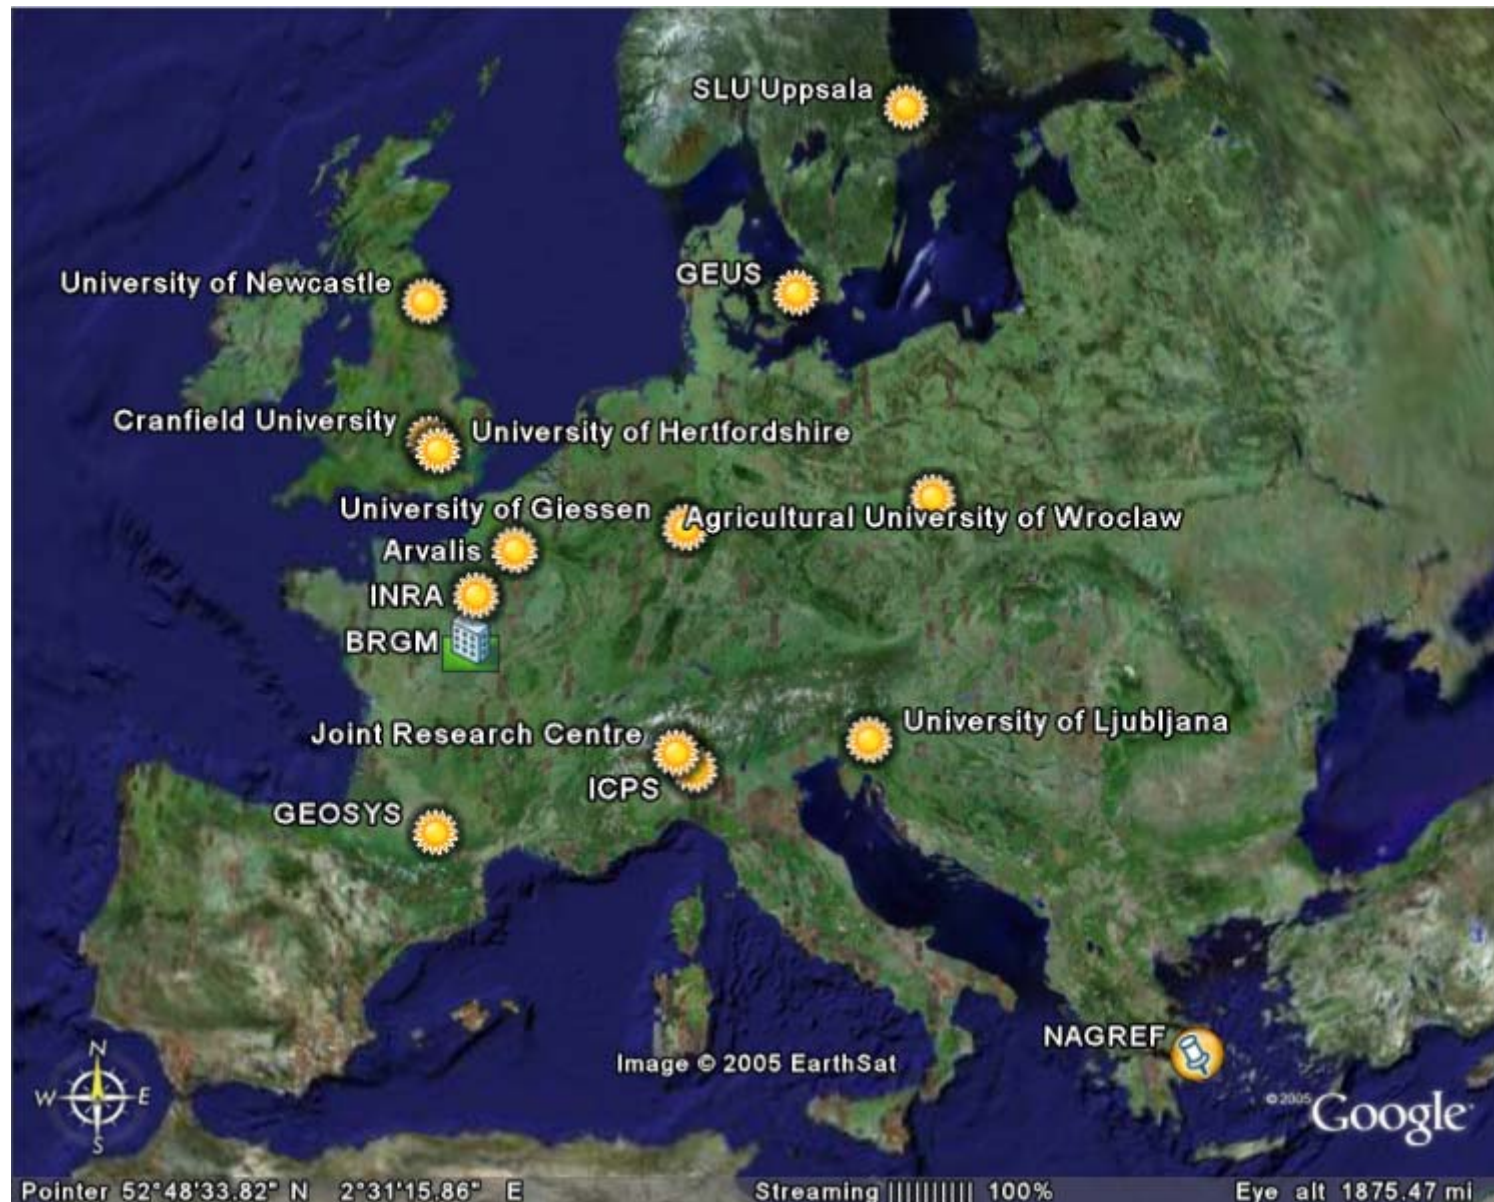 SLU Uppsala
GEUS
University of Newcastle
Cranfield University
University of Hertfordshire
University of Giessen
Agricultural University of Wroclaw
Arvalis
INRA
BRGM
University of Ljubljana
Joint Research Centre
ICPS
GEOSYS
NAGREF
N
W E
S
Image © 2005 EarthSat
© 2005 Google
Pointer 52°48'33.82" N 2°31'15.86" E Streaming |||||||||| 100% Eye alt 1875.47 mi